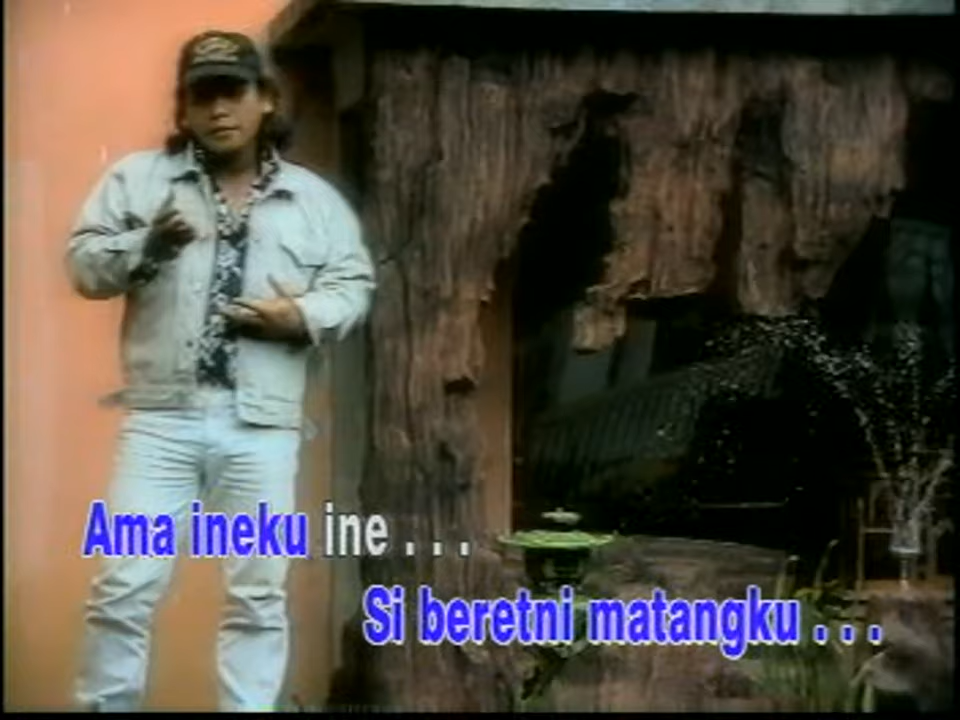 Ama ineku ine . . .
Si beretni matangku . . .